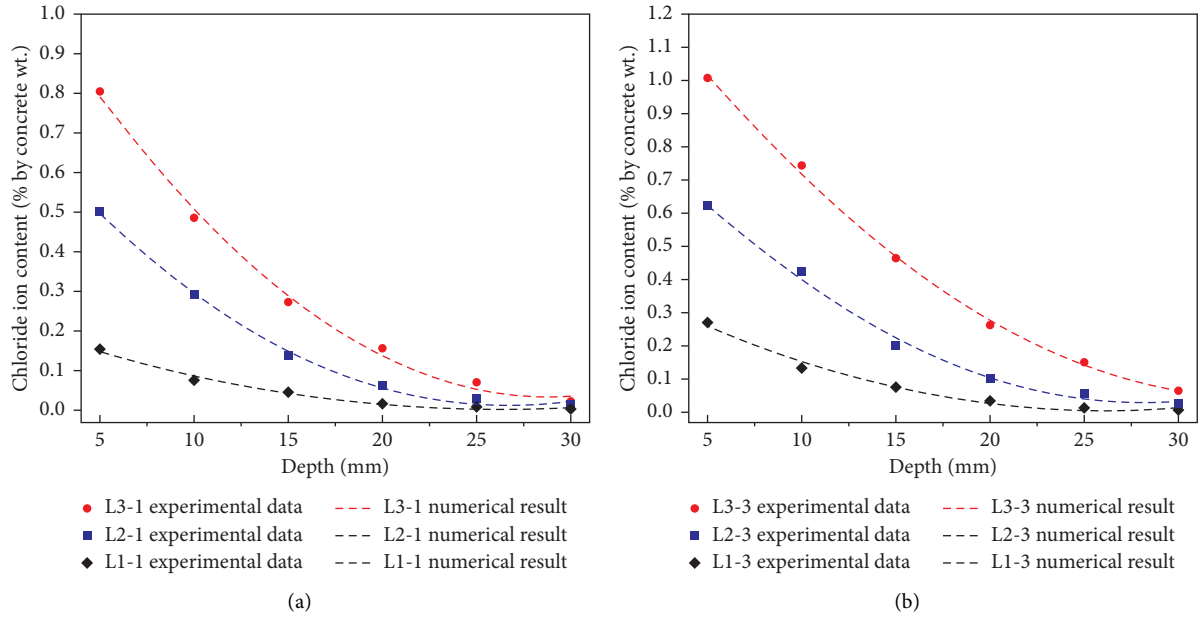 1.0
0.9
0.8
0.7
0.6
0.5
0.4
0.3
0.2
0.1
0.0
Chloride ion content (% by concrete wt.)
5 10 15 20 25 30
Depth (mm)
L3-1 experimental data L3-1 numerical result
L2-1 experimental data L2-1 numerical result
L1-1 experimental data L1-1 numerical result
(a)
1.2
1.1
1.0
0.9
0.8
0.7
0.6
0.5
0.4
0.3
0.2
0.1
0.0
Chloride ion content (% by concrete wt.)
5 10 15 20 25 30
Depth (mm)
L3-3 experimental data L3-3 numerical result
L2-3 experimental data L2-3 numerical result
L1-3 experimental data L1-3 numerical result
(b)